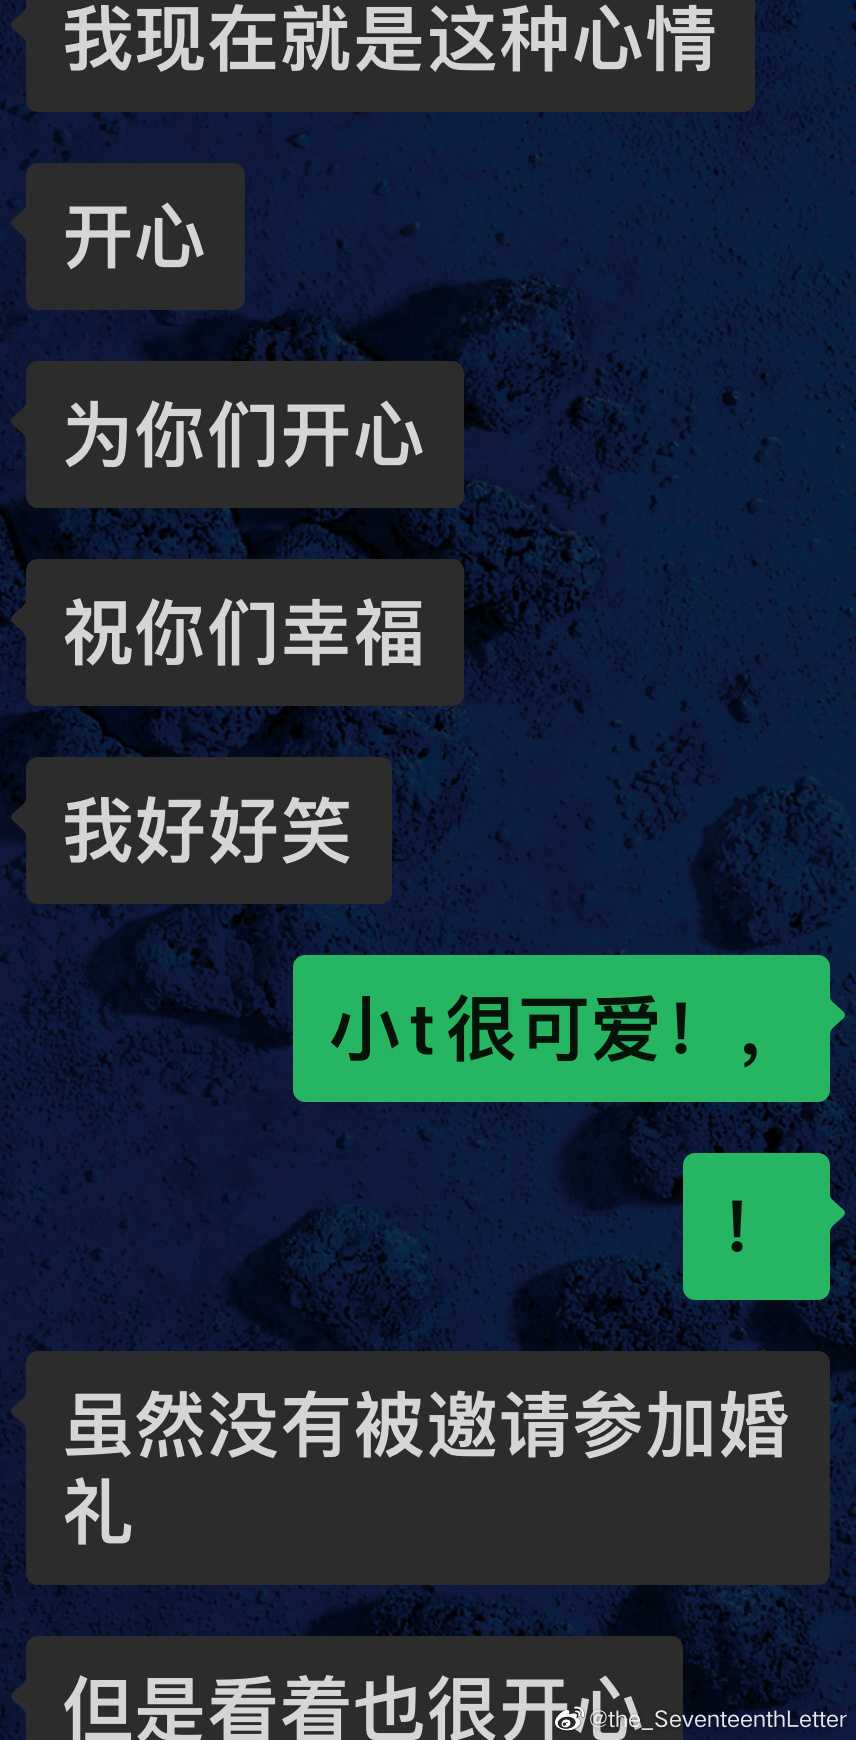 我现在就是这种心情
开心
为你们开心
祝你们幸福
我好好笑
小t很可爱！，
！
虽然没有被邀请参加婚
礼
但是看着也很开心
@the_SeventeenthLetter